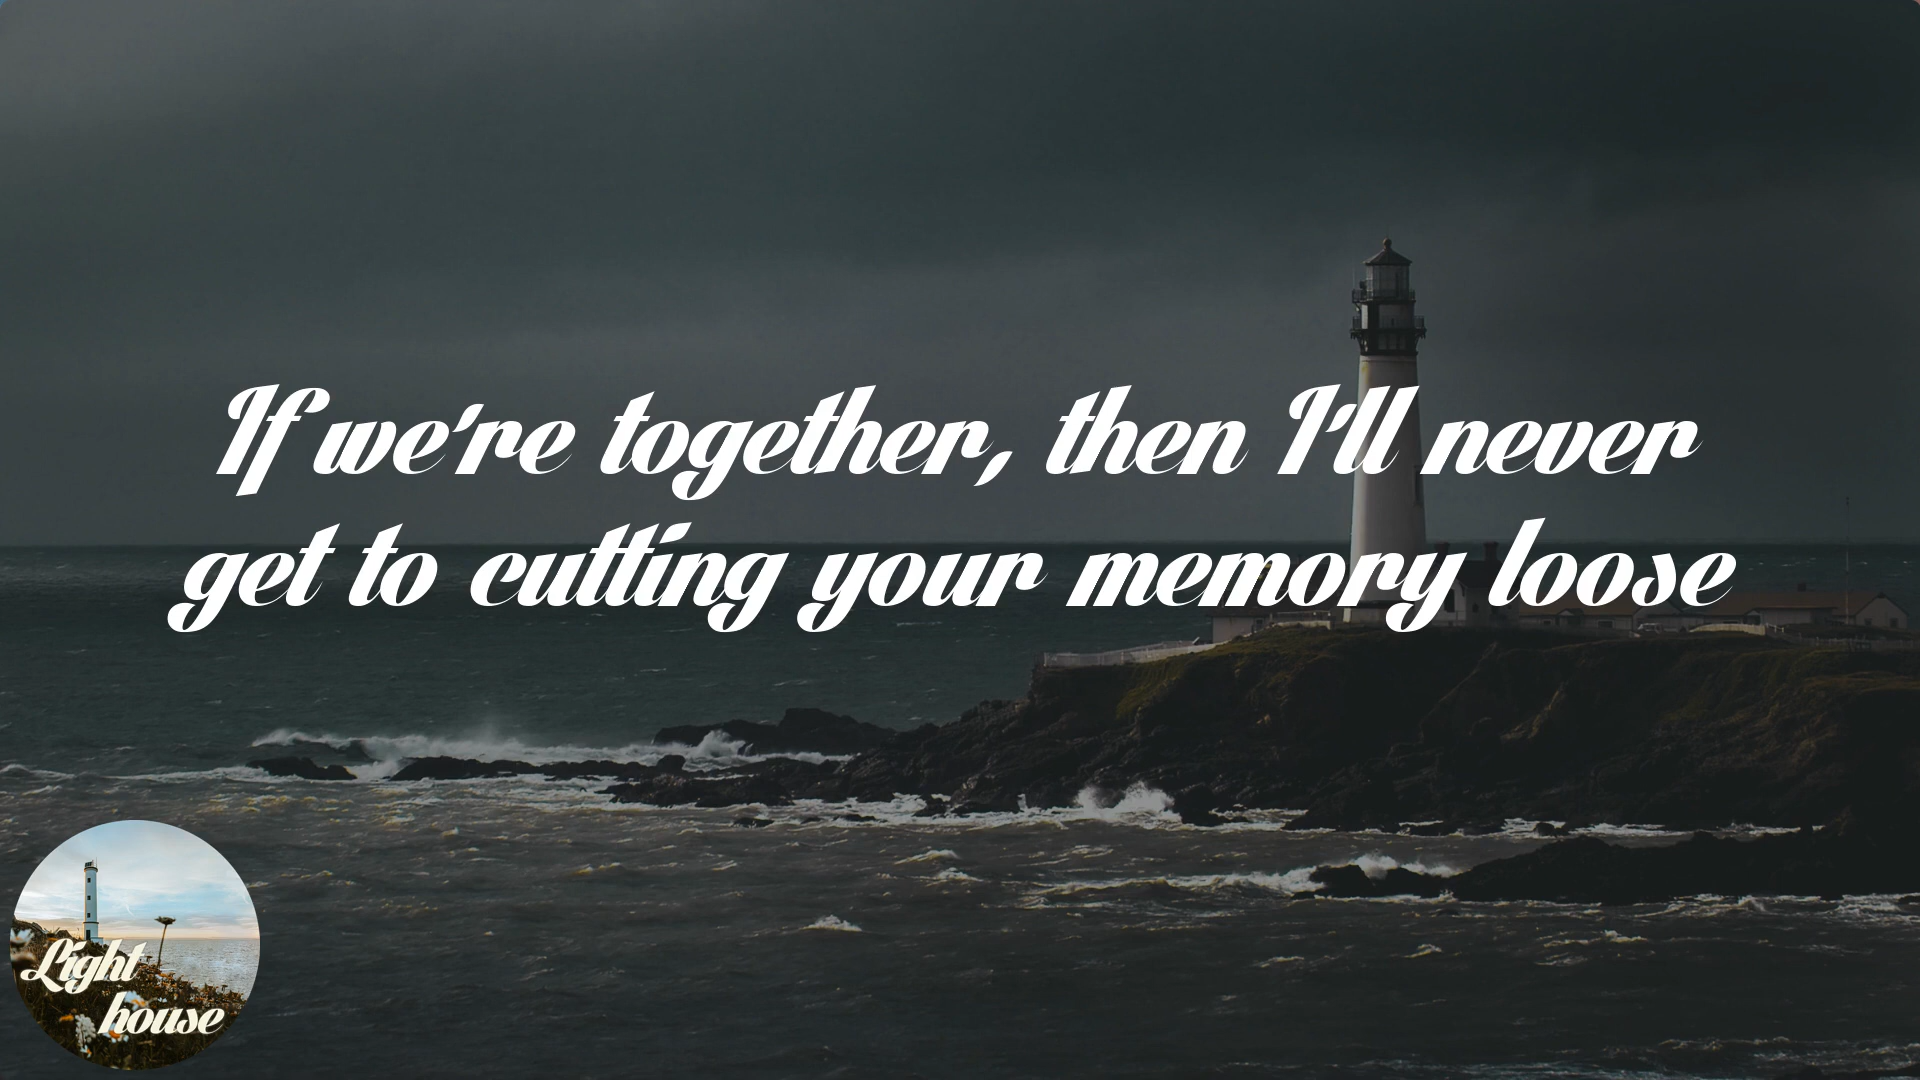 If we're together, then I'll never
get to cutting your memory loose
Light
house